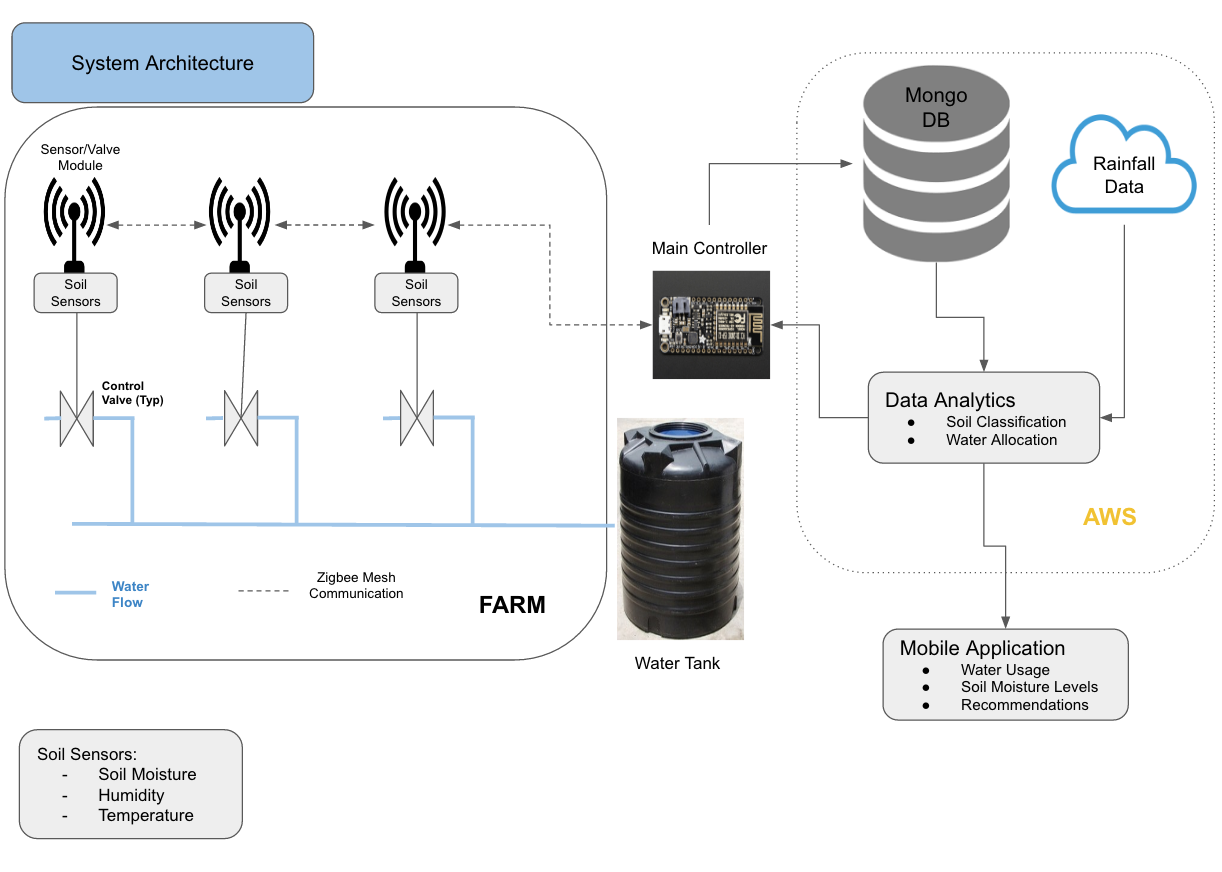 System Architecture
Sensor/Valve
Module
Soil
Sensors
Soil
Sensors
Soil
Sensors
Control
Valve (Typ)
Water
Flow
Zigbee Mesh
Communication
FARM
Main Controller
Water Tank
Mongo
DB
Rainfall
Data
Data Analytics
● Soil Classification
● Water Allocation
AWS
Mobile Application
● Water Usage
● Soil Moisture Levels
● Recommendations
Soil Sensors:
- Soil Moisture
- Humidity
- Temperature